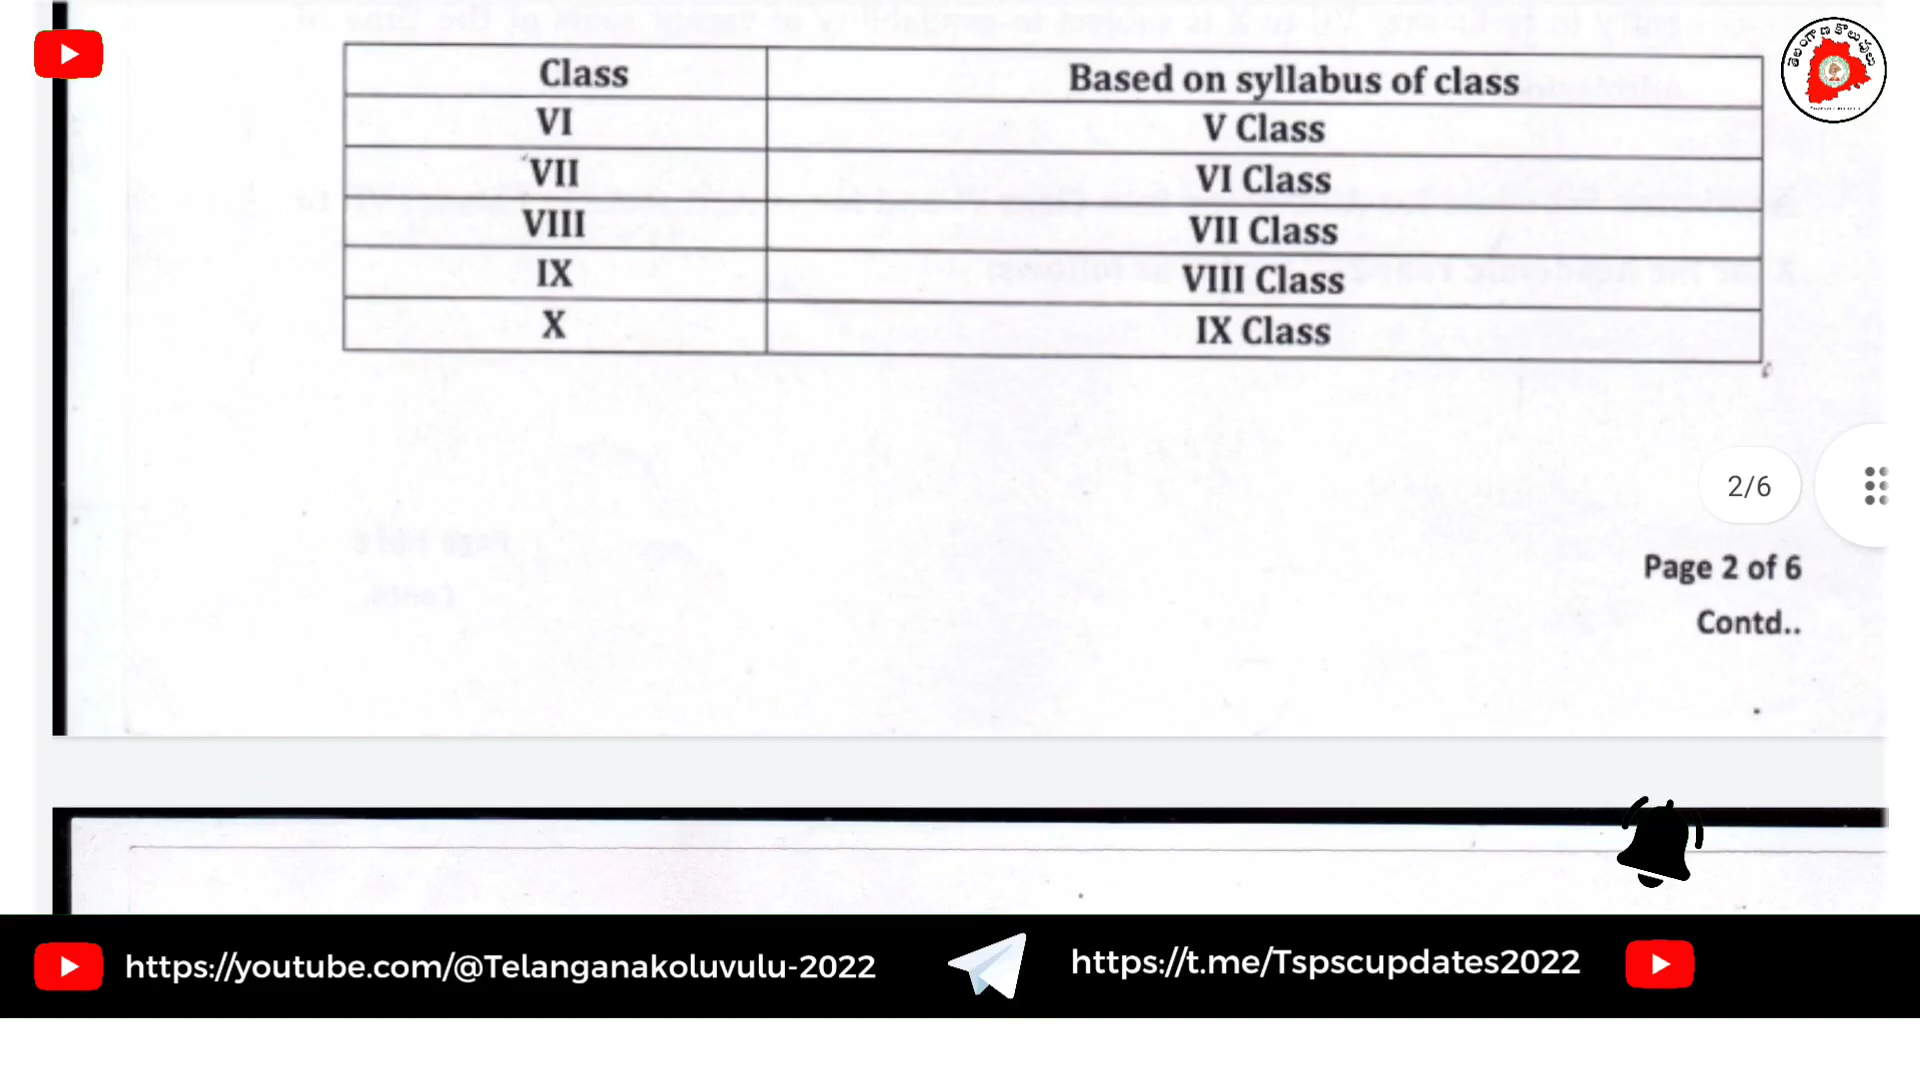 Class Based on syllabus of class
VI V Class
VII VI Class
VIII VII Class
IX VIII Class
X IX Class
2/6
Page 2 of 6
Contd..
https://youtube.com/@Telanganakoluvulu-2022 https://t.me/Tspscupdates2022
తెలంగాణ కొలువులు